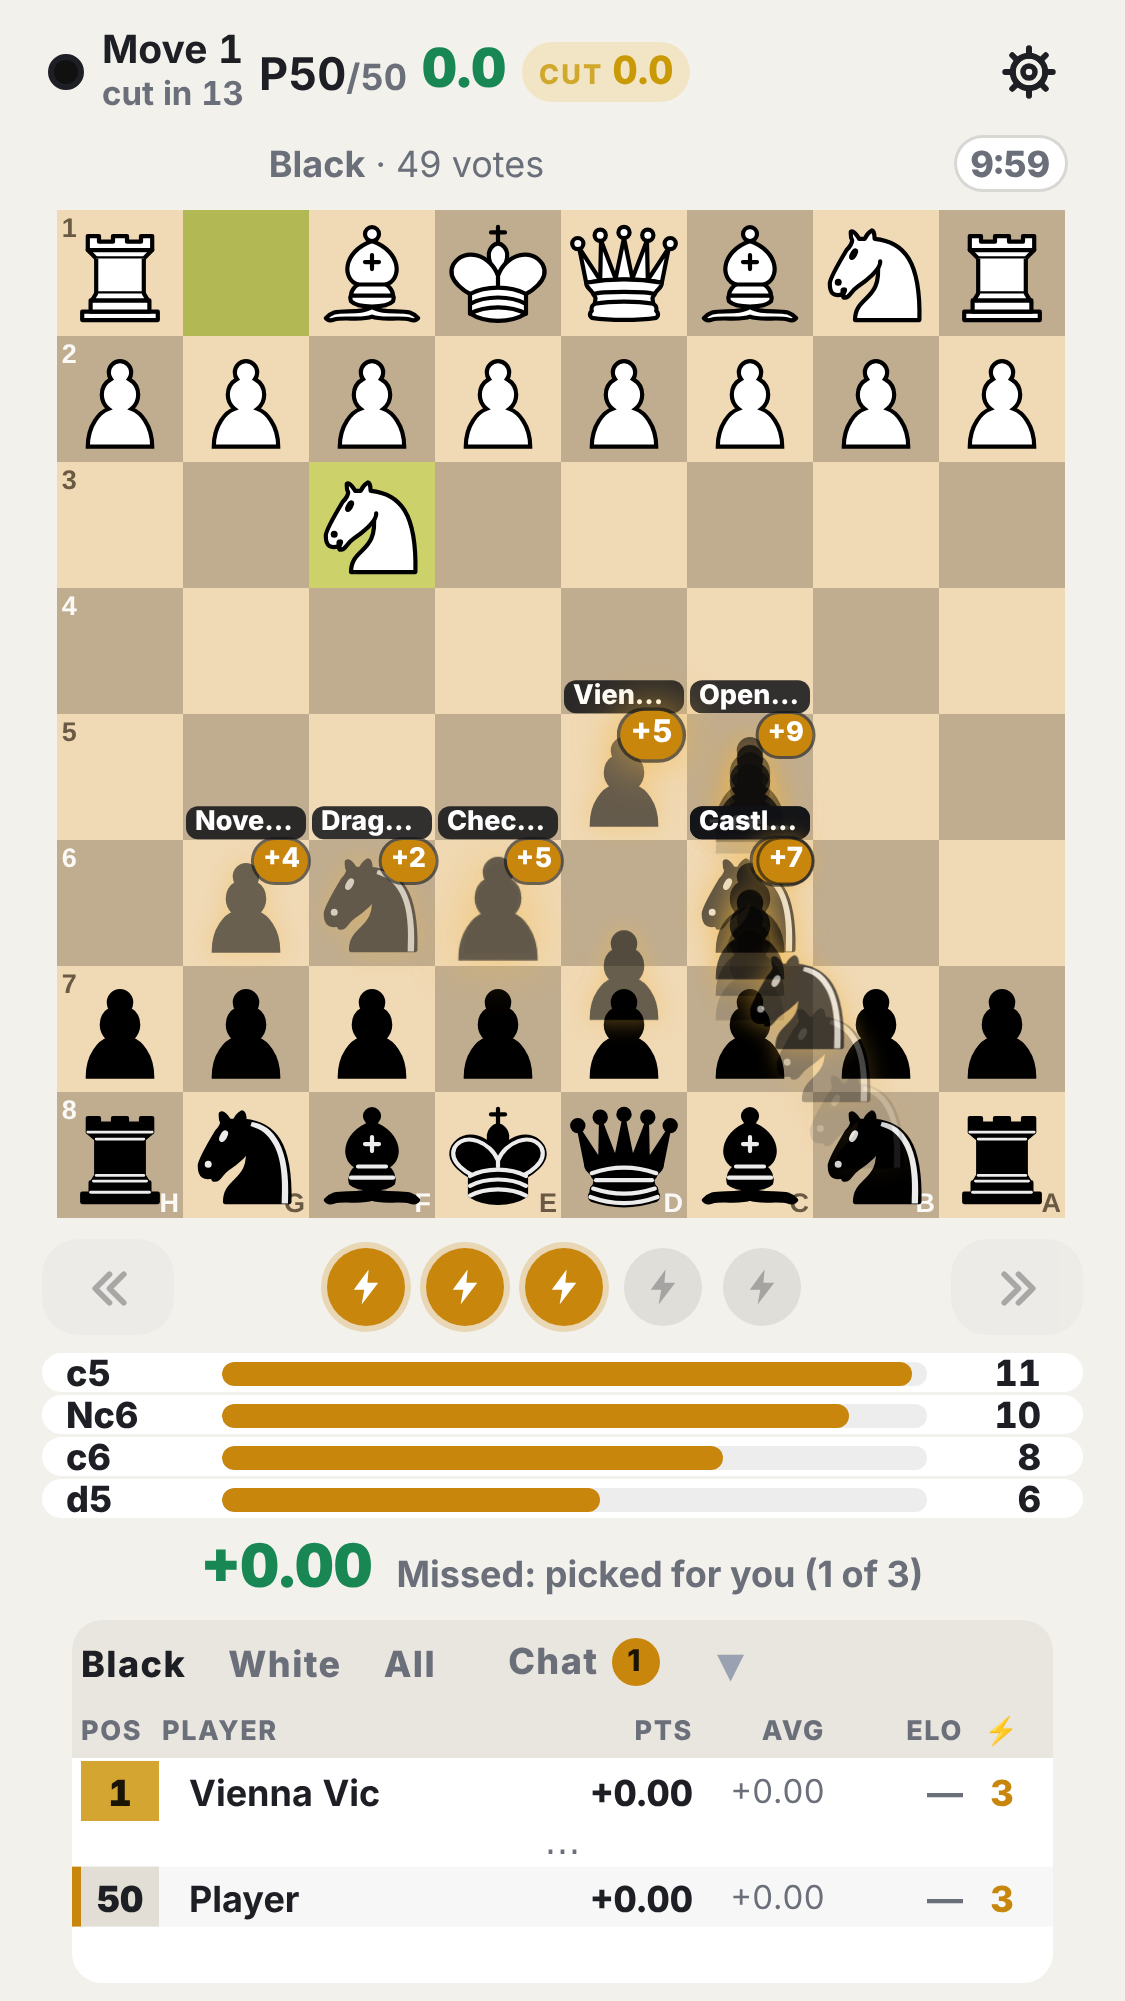 Move 1
cut in 13
P50/50 0.0 CUT 0.0
Black · 49 votes
9:59
1
2
3
4
Vien... Open...
5
+5 +9
Nove... Drag... Chec... Castl...
6
+4 +2 +5 +7
7
8
H G F E D C B A
c5 11
Nc6 10
c6 8
d5 6
+0.00 Missed: picked for you (1 of 3)
Black White All Chat 1
POS PLAYER PTS AVG ELO
1 Vienna Vic +0.00 +0.00 — 3
...
50 Player +0.00 +0.00 — 3